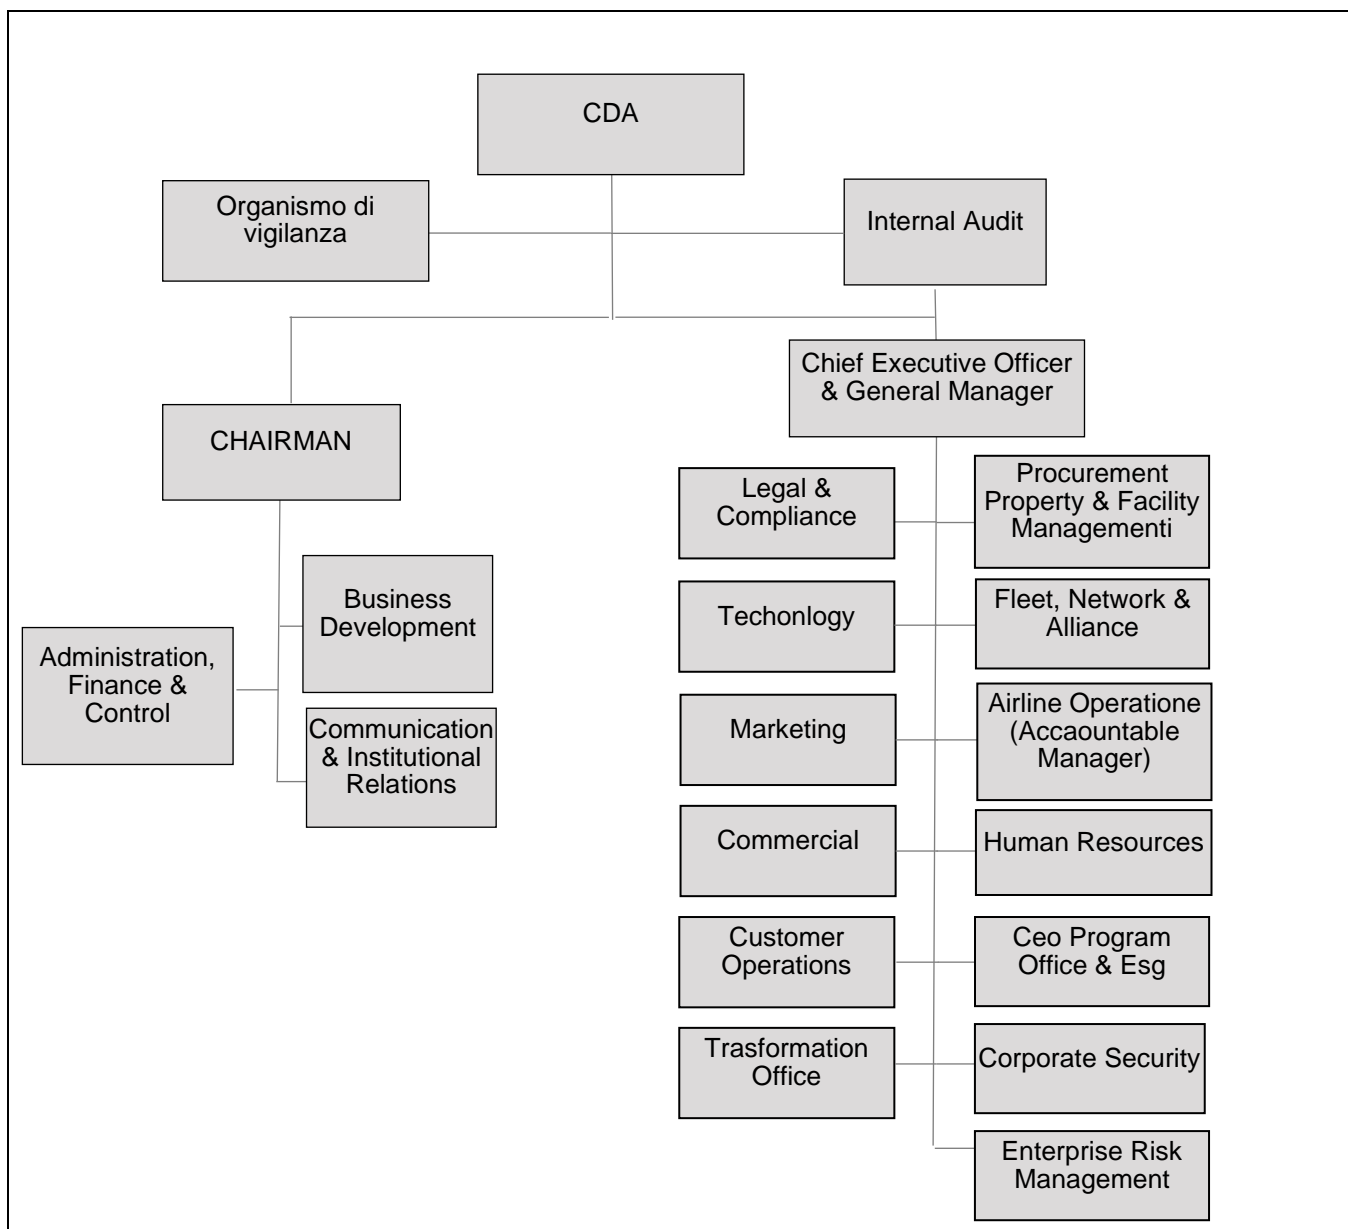 CDA
Organismo di
vigilanza
Internal Audit
Chief Executive Officer
& General Manager
CHAIRMAN
Legal &
Compliance
Procurement
Property & Facility
Managementi
Business
Development
Techonlogy
Fleet, Network &
Alliance
Administration,
Finance &
Control
Communication
& Institutional
Relations
Marketing
Airline Operatione
(Accaountable
Manager)
Commercial
Human Resources
Customer
Operations
Ceo Program
Office & Esg
Trasformation
Office
Corporate Security
Enterprise Risk
Management